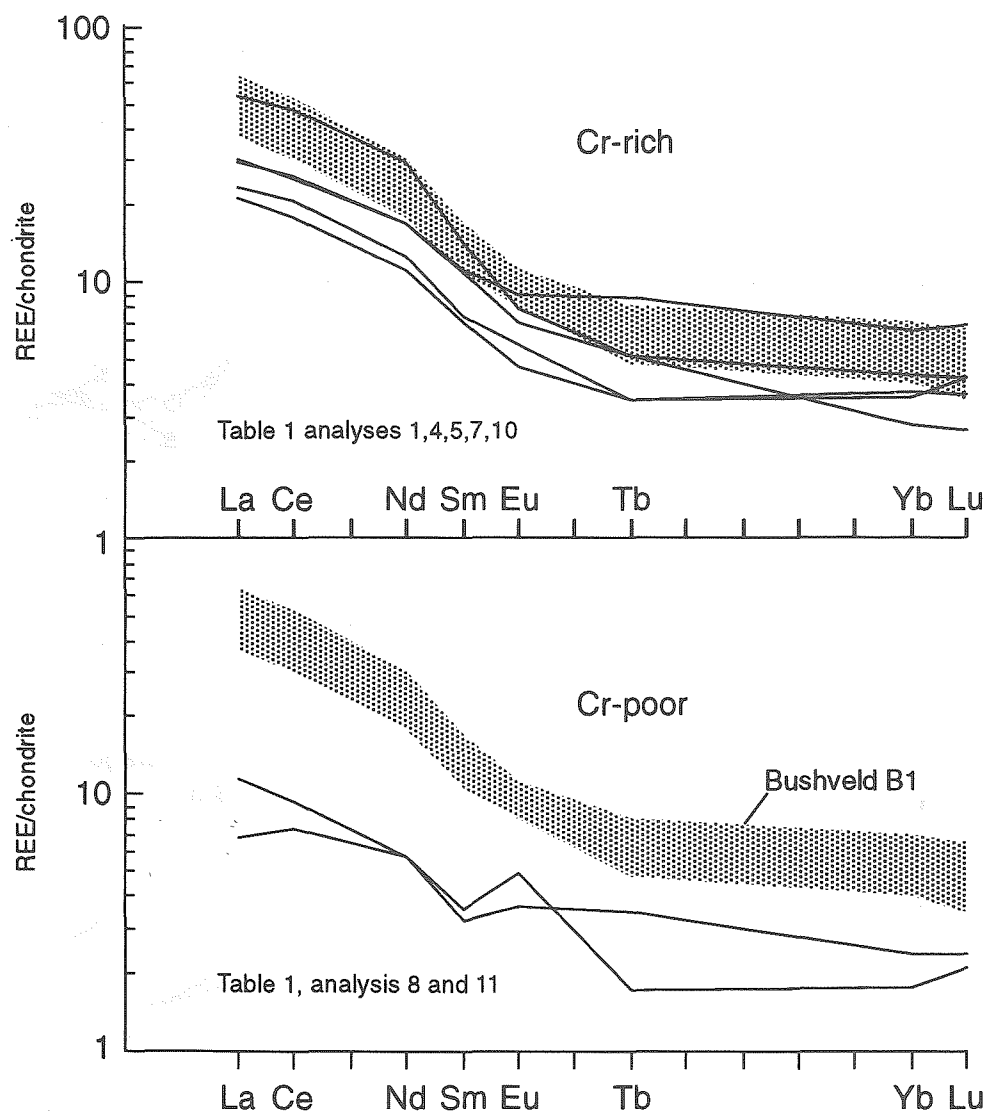 100
Cr-rich
REE/chondrite
10
Table 1 analyses 1,4,5,7,10
La Ce Nd Sm Eu Tb Yb Lu
1
Cr-poor
REE/chondrite
Bushveld B1
10
Table 1, analysis 8 and 11
1
La Ce Nd Sm Eu Tb Yb Lu